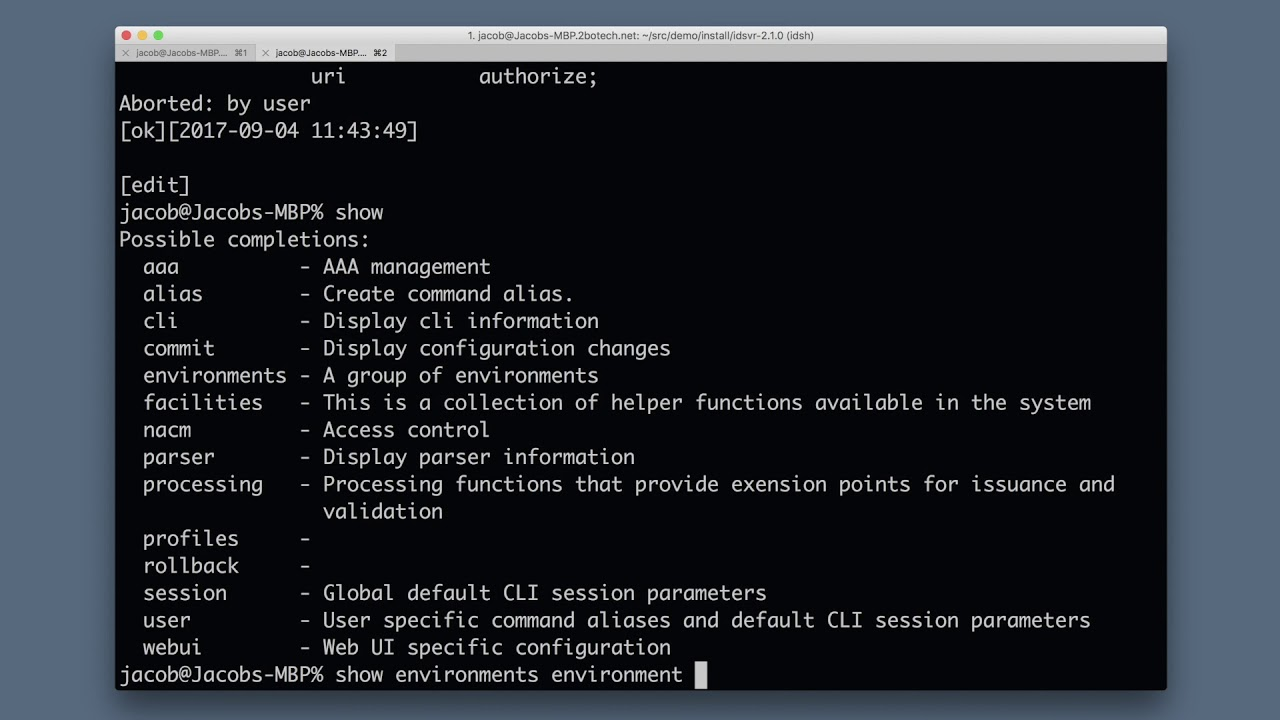 1. jacob@Jacobs-MBP.2botech.net: ~/src/demo/install/idsvr-2.1.0 (idsh)
jacob@Jacobs-MBP.... ⌘1 jacob@Jacobs-MBP.... ⌘2
uri authorize;
Aborted: by user
[ok][2017-09-04 11:43:49]
[edit]
jacob@Jacobs-MBP% show
Possible completions:
aaa - AAA management
alias - Create command alias.
cli - Display cli information
commit - Display configuration changes
environments - A group of environments
facilities - This is a collection of helper functions available in the system
nacm - Access control
parser - Display parser information
processing - Processing functions that provide exension points for issuance and
validation
profiles -
rollback -
session - Global default CLI session parameters
user - User specific command aliases and default CLI session parameters
webui - Web UI specific configuration
jacob@Jacobs-MBP% show environments environment